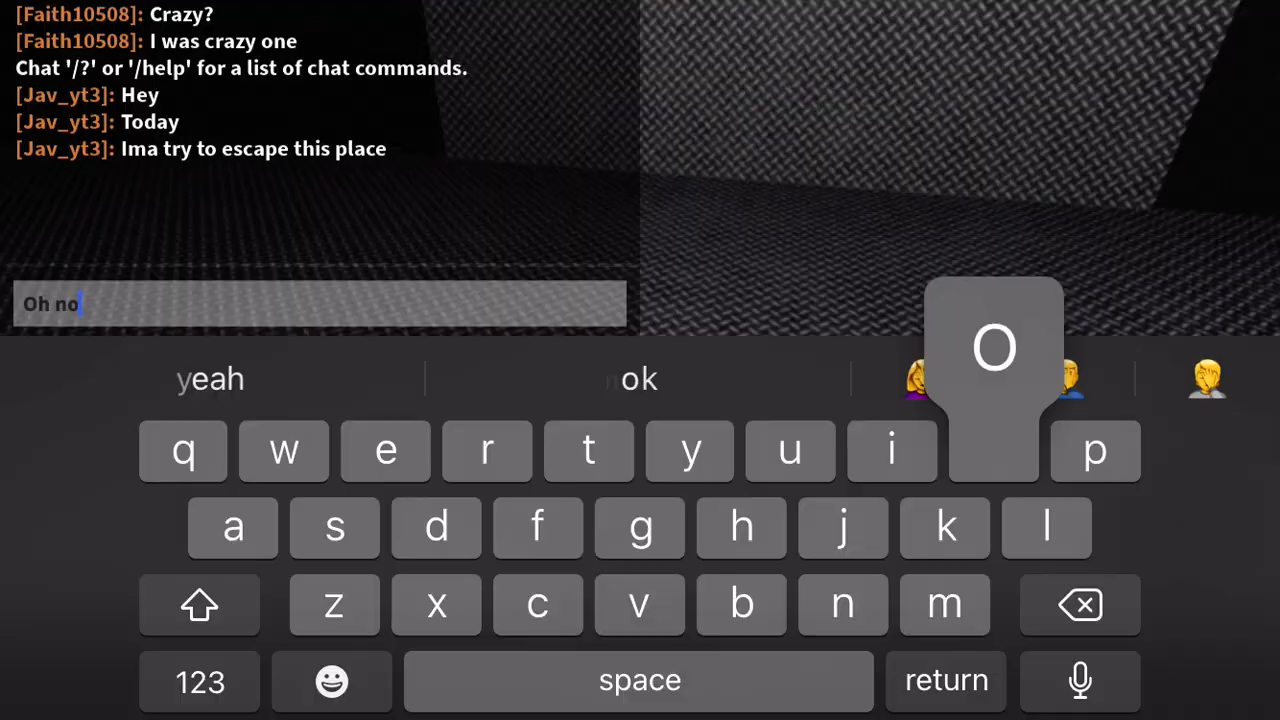 [Faith10508]: Crazy?
[Faith10508]: I was crazy one
Chat '/?' or '/help' for a list of chat commands.
[Jav_yt3]: Hey
[Jav_yt3]: Today
[Jav_yt3]: Ima try to escape this place
Oh no
yeah nok
O
q w e r t y u i p
a s d f g h j k l
z x c v b n m
123 space return